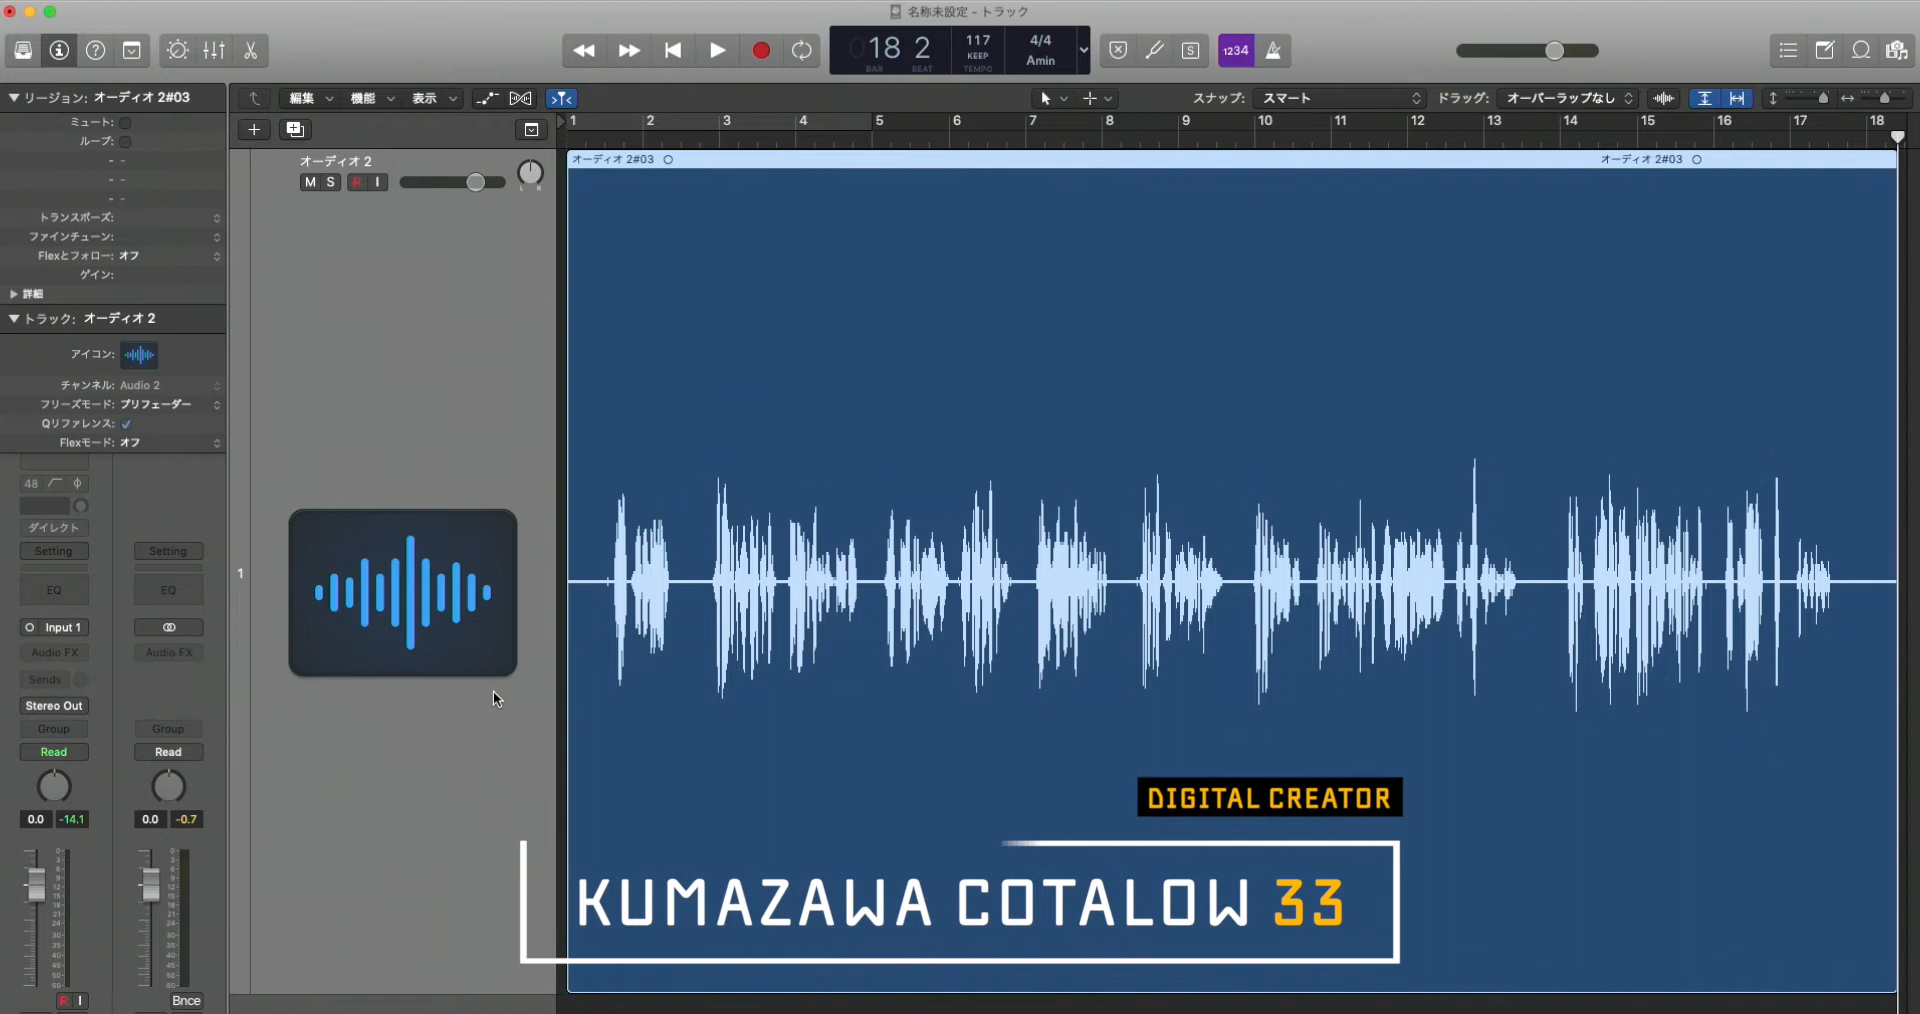 名称未設定 - トラック
18 2
BAR BEAT
117
KEEP
TEMPO
4/4
Amin
S
1234
リージョン: オーディオ 2#03
編集 機能 表示
スナップ: スマート
ドラッグ: オーバーラップなし
ミュート:
ループ:
1 2 3 4 5 6 7 8 9 10 11 12 13 14 15 16 17 18
オーディオ 2
M S R I
L R
オーディオ 2#03
オーディオ 2#03
トランスポーズ:
ファインチューン:
Flexとフォロー: オフ
ゲイン:
詳細
トラック: オーディオ 2
アイコン:
チャンネル: Audio 2
フリーズモード: プリフェーダー
Qリファレンス:
Flexモード: オフ
48
ダイレクト
Setting Setting
EQ EQ
1
Input 1
Audio FX Audio FX
Sends
Stereo Out
Group Group
Read Read
0.0 -14.1 0.0 -0.7
R I Bnce
DIGITAL CREATOR
KUMAZAWA COTALOW 33